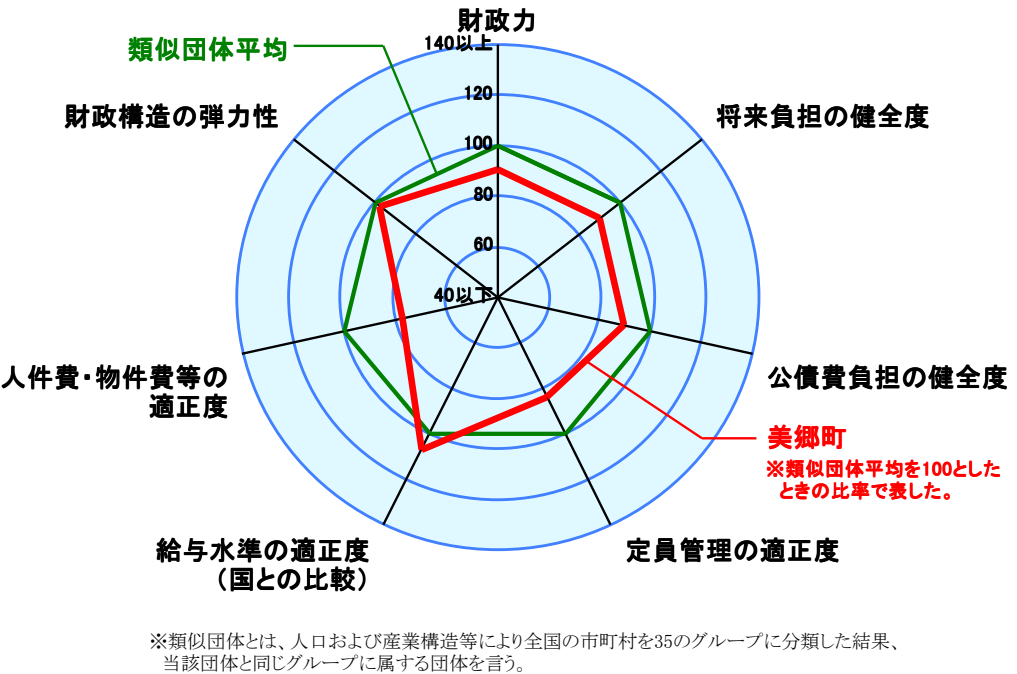 財政力
140以上
類似団体平均
120
財政構造の弾力性
将来負担の健全度
100
80
60
40以下
人件費・物件費等の
適正度
公債費負担の健全度
美郷町
※類似団体平均を100とした
ときの比率で表した。
給与水準の適正度
（国との比較）
定員管理の適正度
※類似団体とは、人口および産業構造等により全国の市町村を35のグループに分類した結果、
当該団体と同じグループに属する団体を言う。